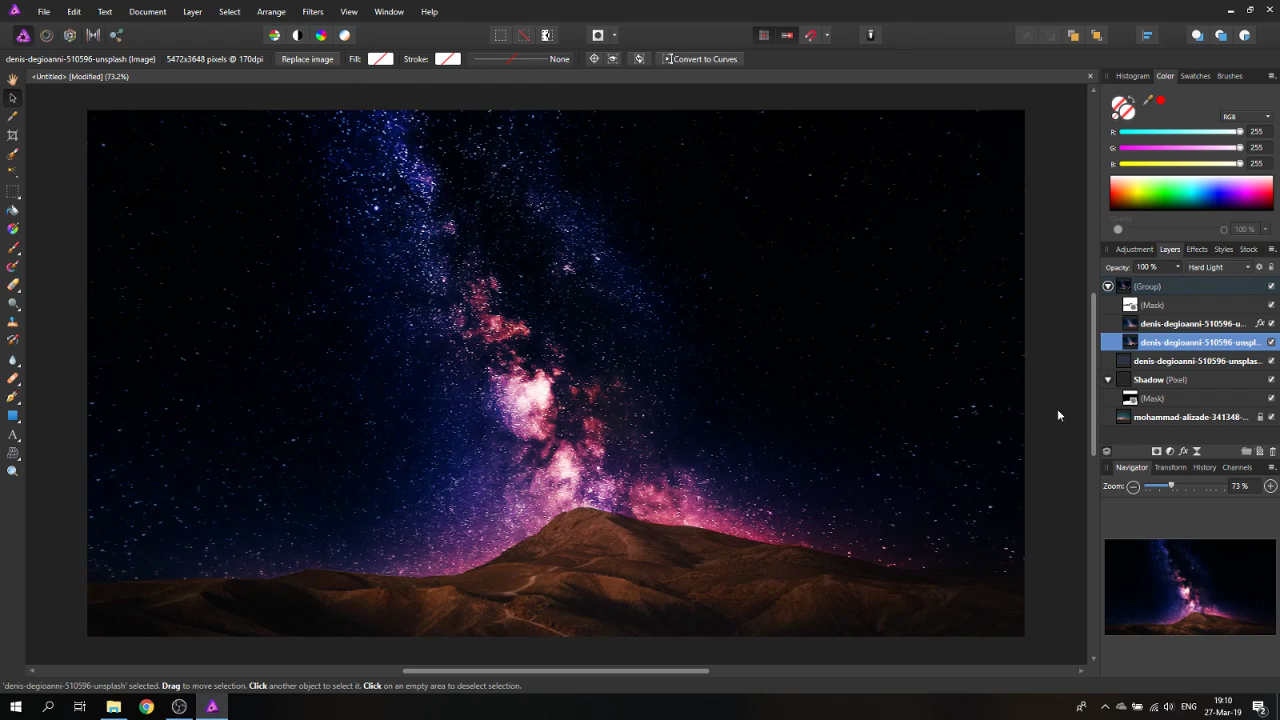 File Edit Text Document Layer Select Arrange Filters View Window Help
denis-degioanni-510596-unsplash (Image) 5472x3648 pixels @ 170dpi Replace image Fill: Stroke: None Convert to Curves
<Untitled> [Modified] (73.2%)
Histogram Color Swatches Brushes
RGB
R: 255
G: 255
B: 255
Opacity
100 %
Adjustment Layers Effects Styles Stock
Opacity: 100 % Hard Light
(Group)
(Mask)
denis-degioanni-510596-u... fx
denis-degioanni-510596-unspl...
denis-degioanni-510596-unsplas...
Shadow (Pixel)
(Mask)
mohammad-alizade-341348-...
fx
Navigator Transform History Channels
Zoom: 73 %
A
'denis-degioanni-510596-unsplash' selected. Drag to move selection. Click another object to select it. Click on an empty area to deselect selection.
ENG
19:10
27-Mar-19
2